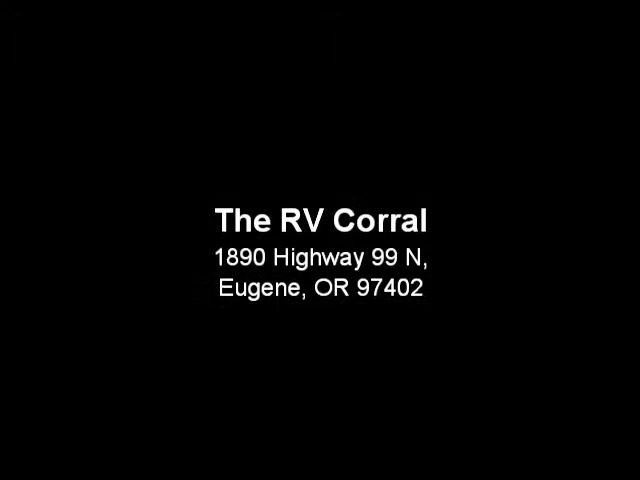 The RV Corral
1890 Highway 99 N,
Eugene, OR 97402